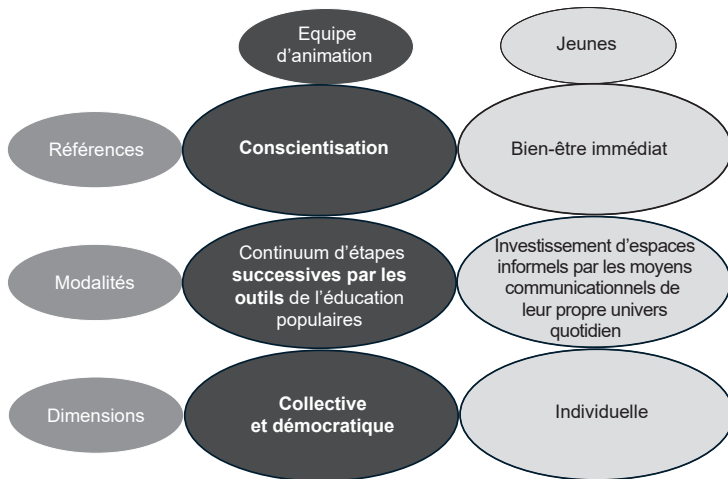 Equipe
d’animation
Jeunes
Références
Conscientisation
Bien-être immédiat
Modalités
Continuum d’étapes
successives par les
outils de l’éducation
populaires
Investissement d’espaces
informels par les moyens
communicationnels de
leur propre univers
quotidien
Dimensions
Collective
et démocratique
Individuelle